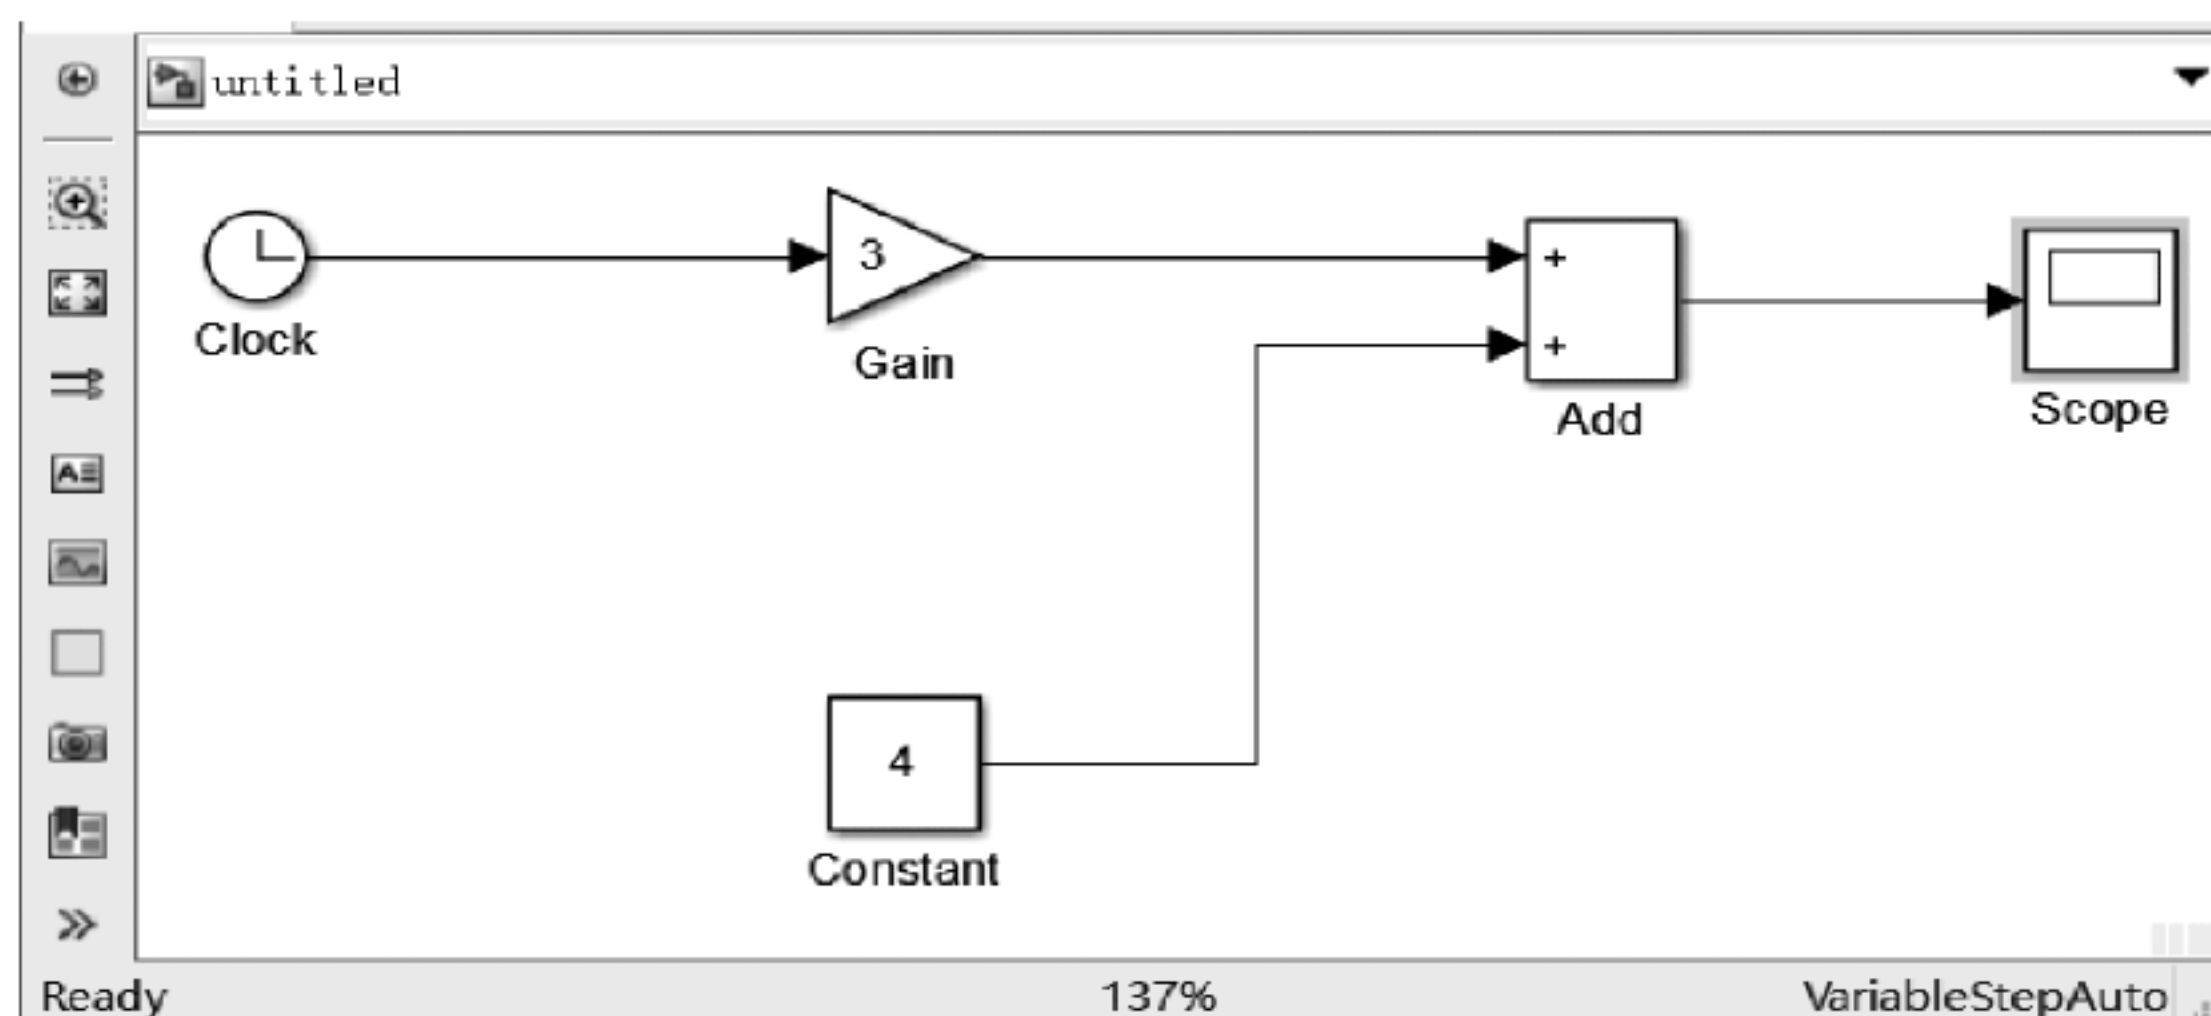 untitled
3
+
+
Clock
Gain
Add
Scope
4
Constant
Ready
137%
VariableStepAuto